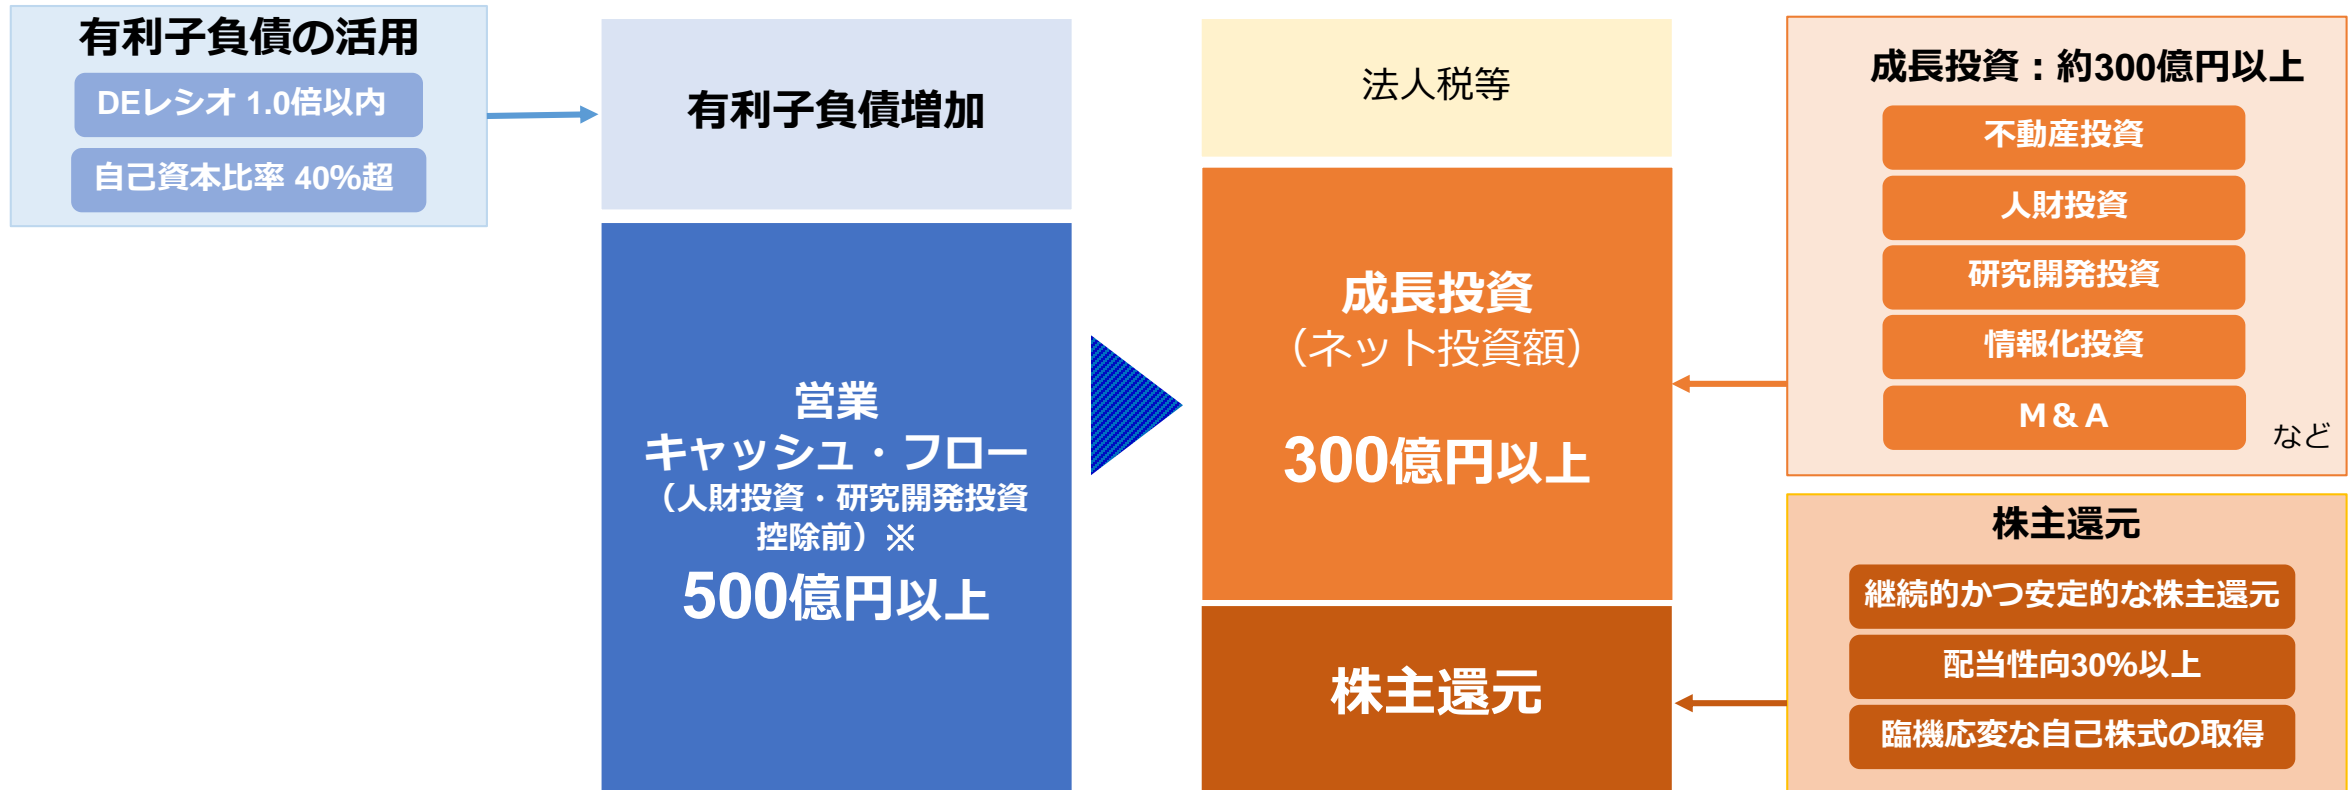 有利子負債の活用
DEレシオ 1.0倍以内
自己資本比率 40%超
有利子負債増加
営業
キャッシュ・フロー
（人財投資・研究開発投資
控除前）※
500億円以上
法人税等
成長投資
（ネット投資額）
300億円以上
株主還元
成長投資：約300億円以上
不動産投資
人財投資
研究開発投資
情報化投資
Ｍ＆Ａ
など
株主還元
継続的かつ安定的な株主還元
配当性向30%以上
臨機応変な自己株式の取得